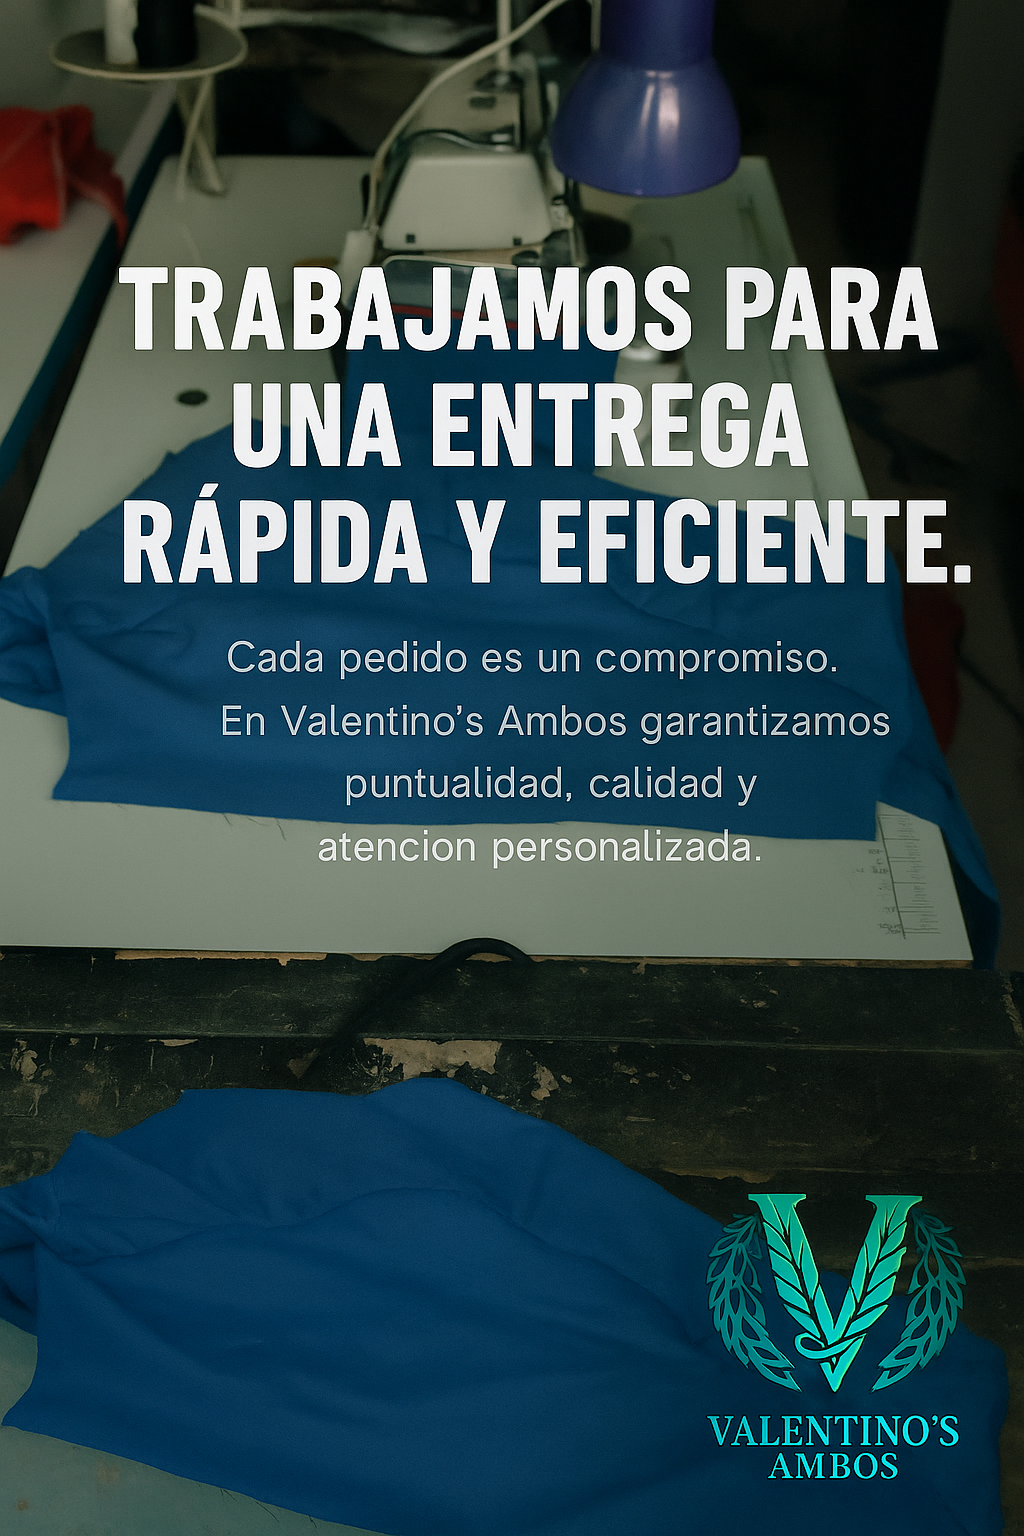 TRABAJAMOS PARA
UNA ENTREGA
RÁPIDA Y EFICIENTE.
Cada pedido es un compromiso.
En Valentino’s Ambos garantizamos
puntualidad, calidad y
atencion personalizada.
VALENTINO’S
AMBOS